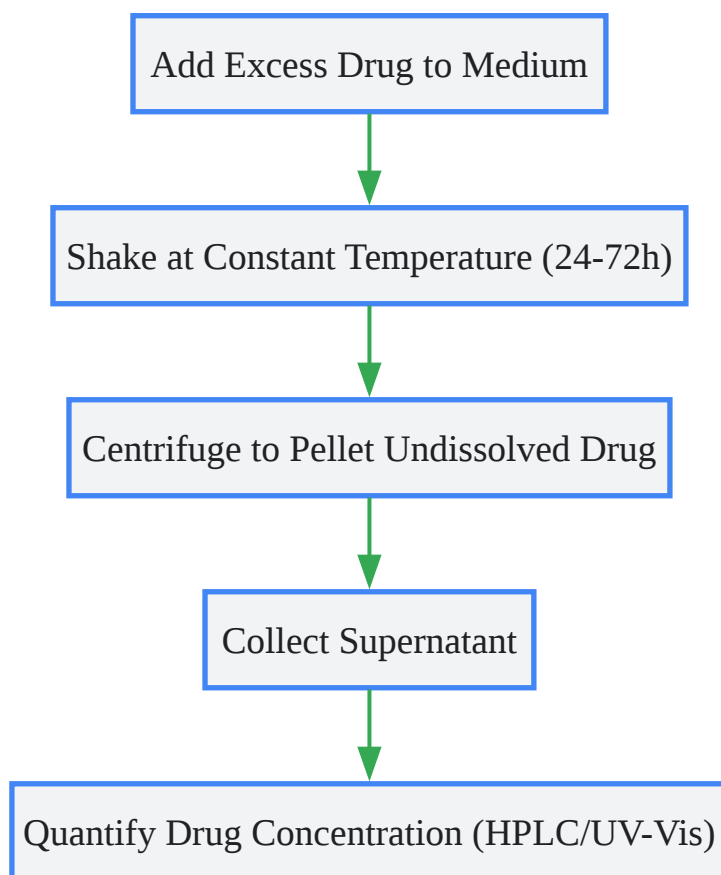 Add Excess Drug to Medium
Shake at Constant Temperature (24-72h)
Centrifuge to Pellet Undissolved Drug
Collect Supernatant
Quantify Drug Concentration (HPLC/UV-Vis)